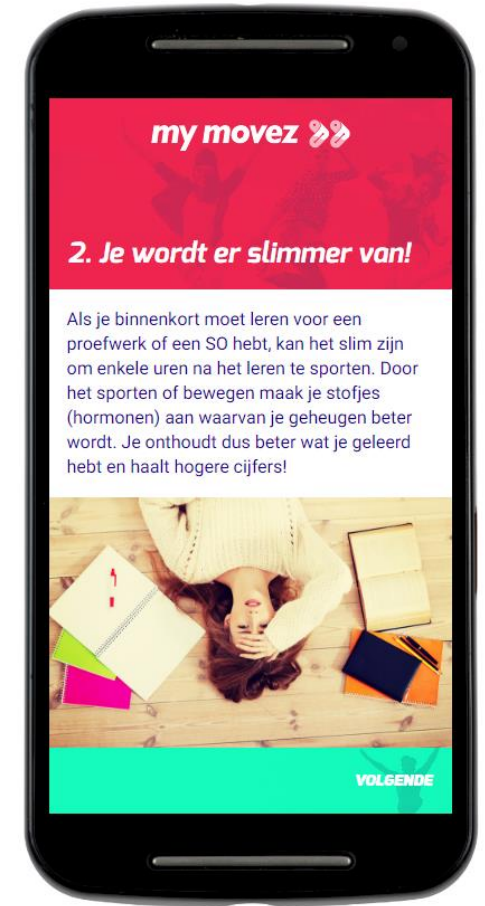 my movez
2. Je wordt er slimmer van!
Als je binnenkort moet leren voor een
proefwerk of een SO hebt, kan het slim zijn
om enkele uren na het leren te sporten. Door
het sporten of bewegen maak je stofjes
(hormonen) aan waarvan je geheugen beter
wordt. Je onthoudt dus beter wat je geleerd
hebt en haalt hogere cijfers!
VOLGENDE